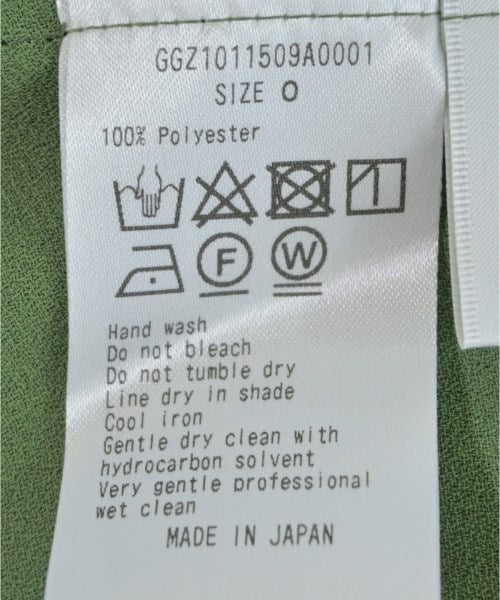 GGZ1011509A0001
SIZE O
100% Polyester
F W
Hand wash
Do not bleach
Do not tumble dry
Line dry in shade
Cool iron
Gentle dry clean with
hydrocarbon solvent
Very gentle professional
wet clean
MADE IN JAPAN